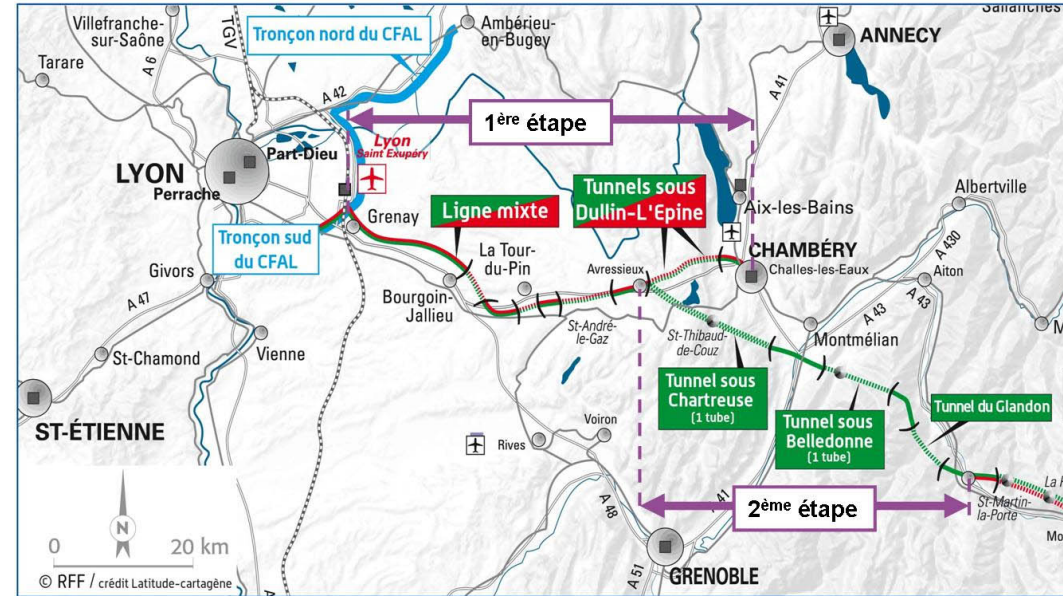 Villefranche-
sur-Saône
Tarare
A 6
TGV
Tronçon nord du CFAL
Ambérieu-
en-Bugey
A 42
ANNECY
A 41
Sallanches
1ère étape
Lyon
Saint Exupéry
Part-Dieu
LYON
Perrache
Tunnels sous
Dullin-L'Epine
Ligne mixte
Grenay
Aix-les-Bains
Albertville
A 430
Tronçon sud
du CFAL
La Tour-
du-Pin
Avressieux
CHAMBÉRY
Challes-les-Eaux
Aiton
A 43
A 43
Givors
A 47
Bourgoin-
Jallieu
St-André-
le-Gaz
St-Thibaud-
de-Couz
Montmélian
M
St-Chamond
Vienne
Tunnel sous
Chartreuse
(1 tube)
Tunnel sous
Belledonne
(1 tube)
Tunnel du Glandon
ST-ÉTIENNE
Voiron
Rives
N
0 20 km
A 48
A 41
2ème étape
St-Martin-
la-Porte
La
Mo
GRENOBLE
A 51
© RFF / crédit Latitude-cartagène